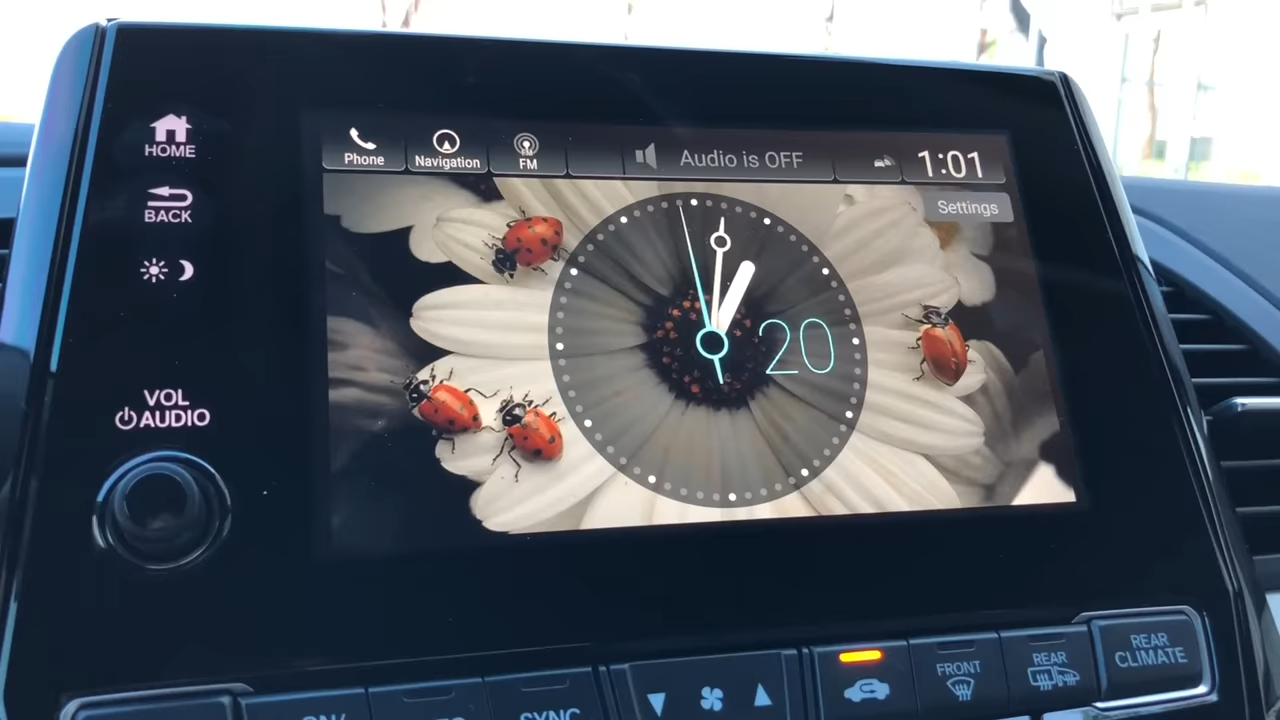 HOME
BACK
VOL
AUDIO
Phone
Navigation
FM
Audio is OFF
1:01
Settings
20
SYNC
FRONT
REAR
REAR
CLIMATE